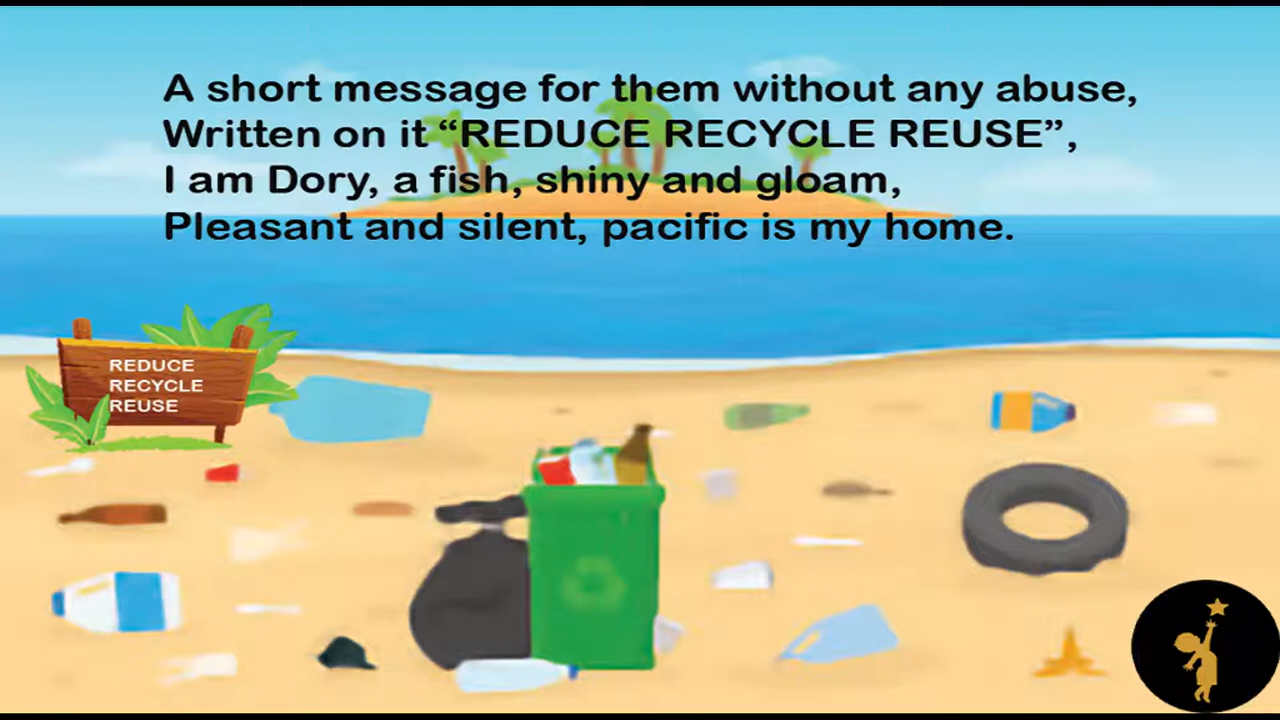 A short message for them without any abuse,
Written on it “REDUCE RECYCLE REUSE”,
I am Dory, a fish, shiny and gloam,
Pleasant and silent, pacific is my home.
REDUCE
RECYCLE
REUSE